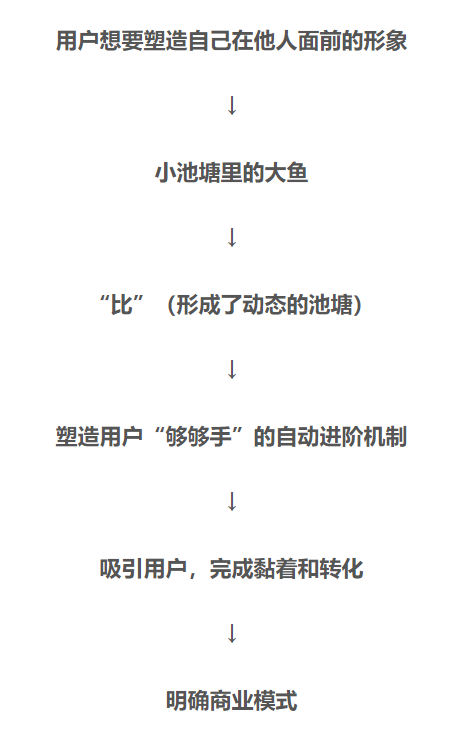 用户想要塑造自己在他人面前的形象
↓
小池塘里的大鱼
↓
“比”（形成了动态的池塘）
↓
塑造用户“够够手”的自动进阶机制
↓
吸引用户，完成黏着和转化
↓
明确商业模式